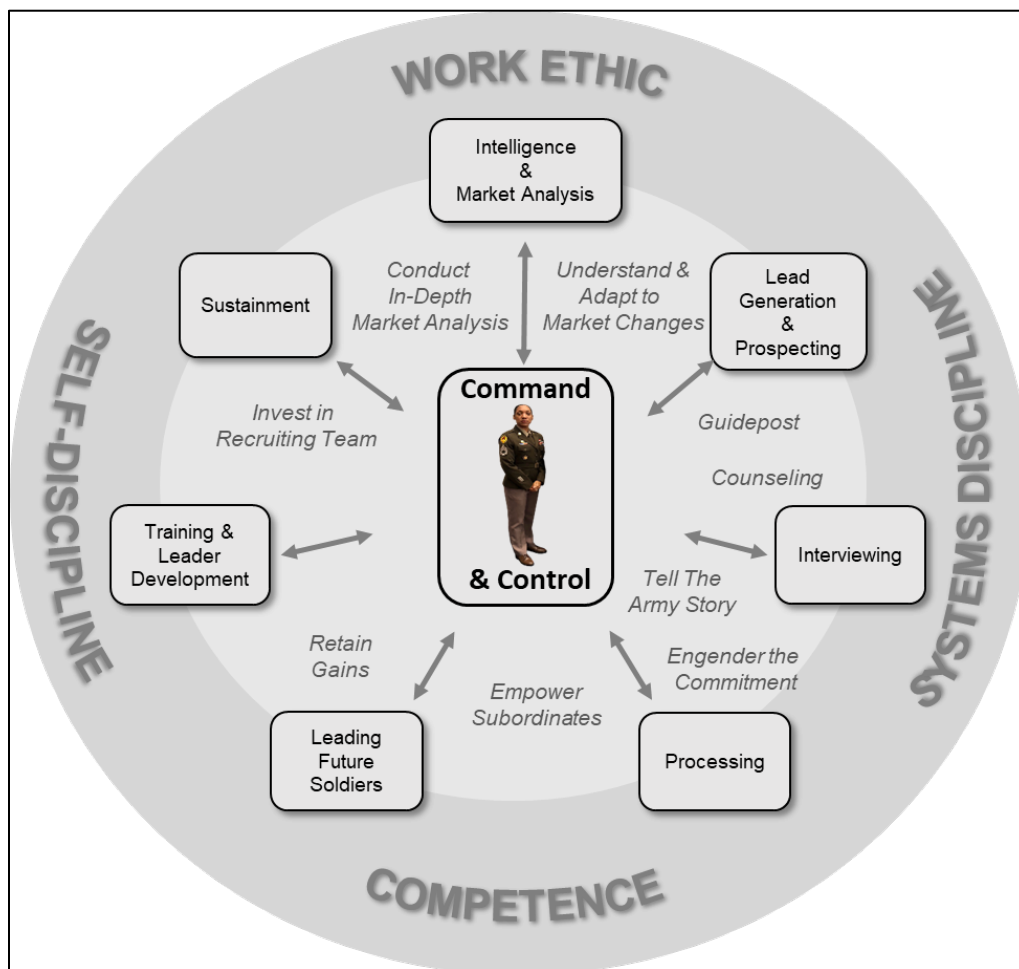 WORK ETHIC
Intelligence
&
Market Analysis
Sustainment
Conduct
In-Depth
Market Analysis
Understand &
Adapt to
Market Changes
Lead
Generation
&
Prospecting
SELF-DISCIPLINE
SYSTEMS DISCIPLINE
Command
& Control
Invest in
Recruiting Team
Guidepost
Counseling
Training &
Leader
Development
Interviewing
Tell The
Army Story
Retain
Gains
Engender the
Commitment
Empower
Subordinates
Leading
Future
Soldiers
Processing
COMPETENCE